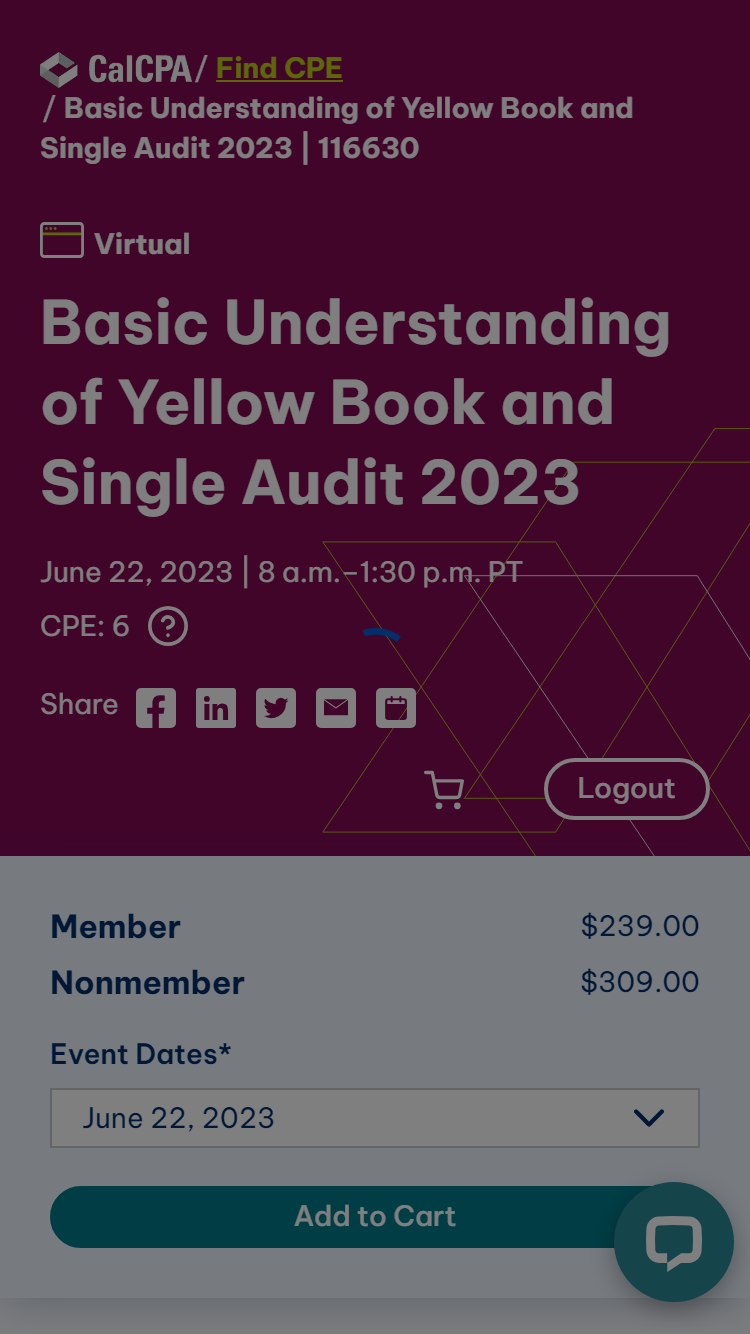 CalCPA / Find CPE
/ Basic Understanding of Yellow Book and
Single Audit 2023 | 116630
Virtual
Basic Understanding
of Yellow Book and
Single Audit 2023
June 22, 2023 | 8 a.m.–1:30 p.m. PT
CPE: 6 ?
Share
Logout
Member $239.00
Nonmember $309.00
Event Dates*
June 22, 2023
Add to Cart